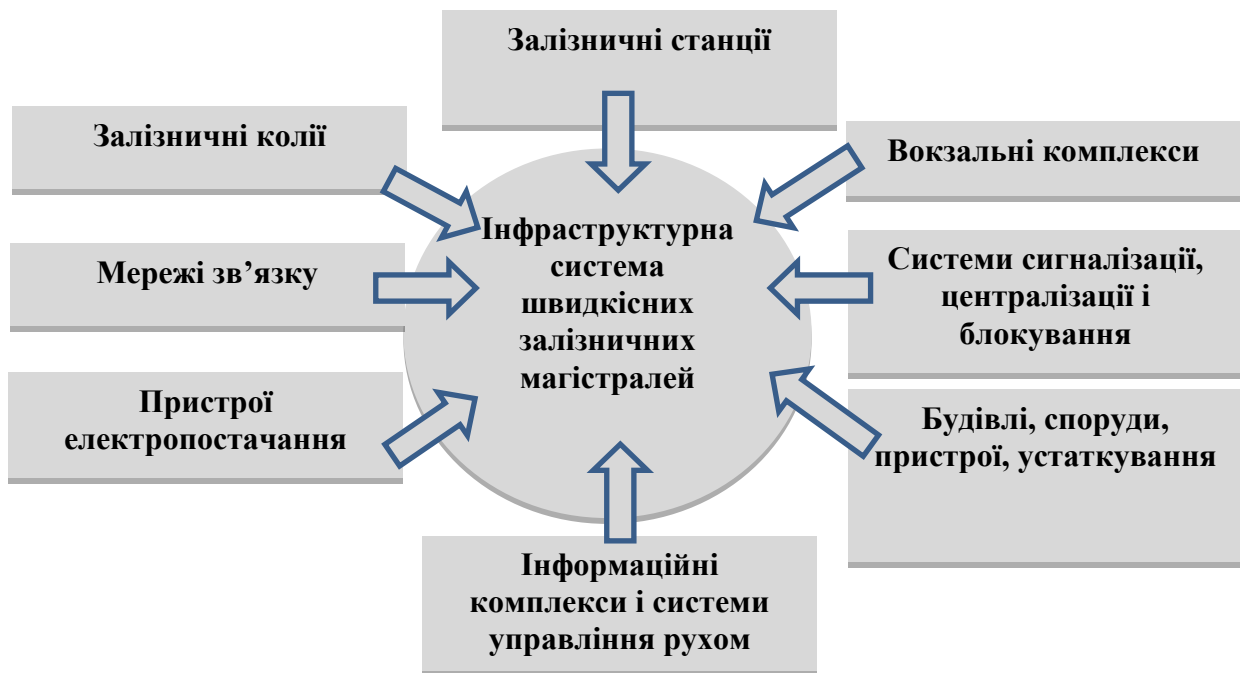 Залізничні станції
Залізничні колії
Вокзальні комплекси
Інфраструктурна
система
швидкісних
залізничних
магістралей
Мережі зв’язку
Системи сигналізації,
централізації і
блокування
Пристрої
електропостачання
Будівлі, споруди,
пристрої, устаткування
Інформаційні
комплекси і системи
управління рухом